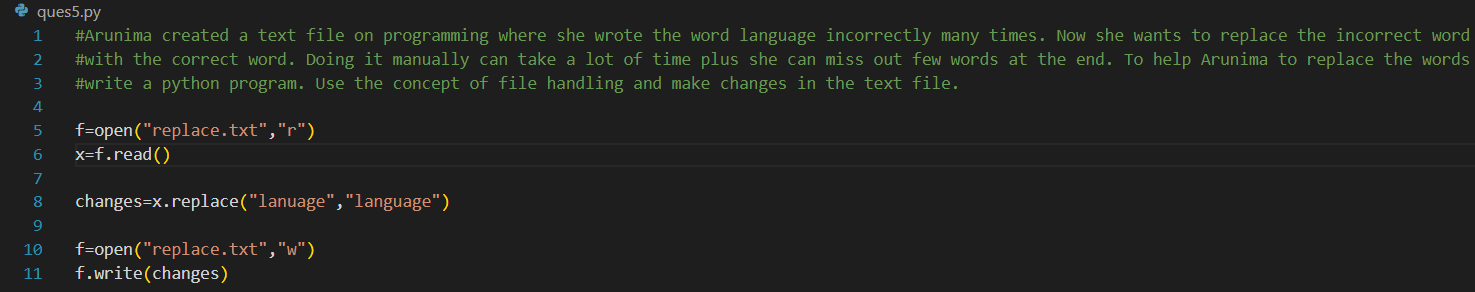 ques5.py
1 #Arunima created a text file on programming where she wrote the word language incorrectly many times. Now she wants to replace the incorrect word
2 #with the correct word. Doing it manually can take a lot of time plus she can miss out few words at the end. To help Arunima to replace the words
3 #write a python program. Use the concept of file handling and make changes in the text file.
4
5 f=open("replace.txt","r")
6 x=f.read()
7
8 changes=x.replace("lanuage","language")
9
10 f=open("replace.txt","w")
11 f.write(changes)